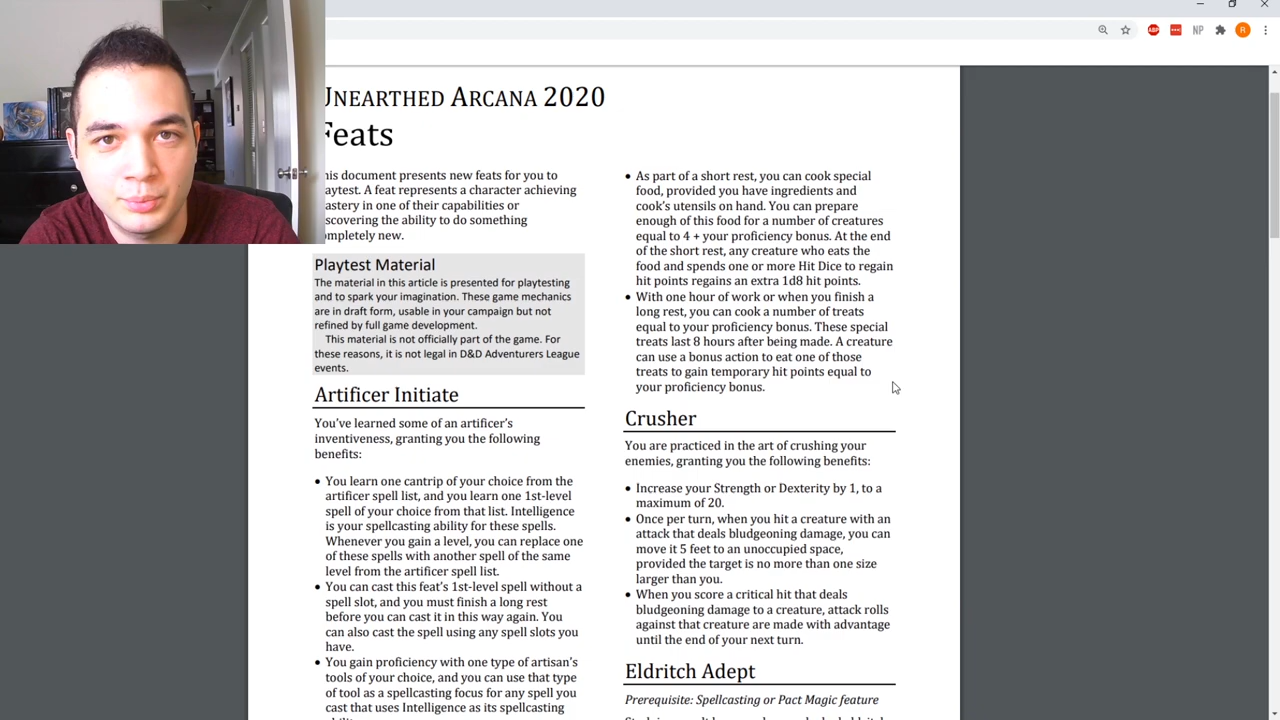 UNEARTHED ARCANA 2020
Feats
his document presents new feats for you to
aytest. A feat represents a character achieving
astery in one of their capabilities or
scovering the ability to do something
ompletely new.
Playtest Material
The material in this article is presented for playtesting
and to spark your imagination. These game mechanics
are in draft form, usable in your campaign but not
refined by full game development.
This material is not officially part of the game. For
these reasons, it is not legal in D&D Adventurers League
events.
Artificer Initiate
You've learned some of an artificer's
inventiveness, granting you the following
benefits:
• You learn one cantrip of your choice from the
artificer spell list, and you learn one 1st-level
spell of your choice from that list. Intelligence
is your spellcasting ability for these spells.
Whenever you gain a level, you can replace one
of these spells with another spell of the same
level from the artificer spell list.
• You can cast this feat's 1st-level spell without a
spell slot, and you must finish a long rest
before you can cast it in this way again. You
can also cast the spell using any spell slots you
have.
• You gain proficiency with one type of artisan's
tools of your choice, and you can use that type
of tool as a spellcasting focus for any spell you
cast that uses Intelligence as its spellcasting
• As part of a short rest, you can cook special
food, provided you have ingredients and
cook's utensils on hand. You can prepare
enough of this food for a number of creatures
equal to 4 + your proficiency bonus. At the end
of the short rest, any creature who eats the
food and spends one or more Hit Dice to regain
hit points regains an extra 1d8 hit points.
• With one hour of work or when you finish a
long rest, you can cook a number of treats
equal to your proficiency bonus. These special
treats last 8 hours after being made. A creature
can use a bonus action to eat one of those
treats to gain temporary hit points equal to
your proficiency bonus.
Crusher
You are practiced in the art of crushing your
enemies, granting you the following benefits:
• Increase your Strength or Dexterity by 1, to a
maximum of 20.
• Once per turn, when you hit a creature with an
attack that deals bludgeoning damage, you can
move it 5 feet to an unoccupied space,
provided the target is no more than one size
larger than you.
• When you score a critical hit that deals
bludgeoning damage to a creature, attack rolls
against that creature are made with advantage
until the end of your next turn.
Eldritch Adept
Prerequisite: Spellcasting or Pact Magic feature
ABP
NP
R